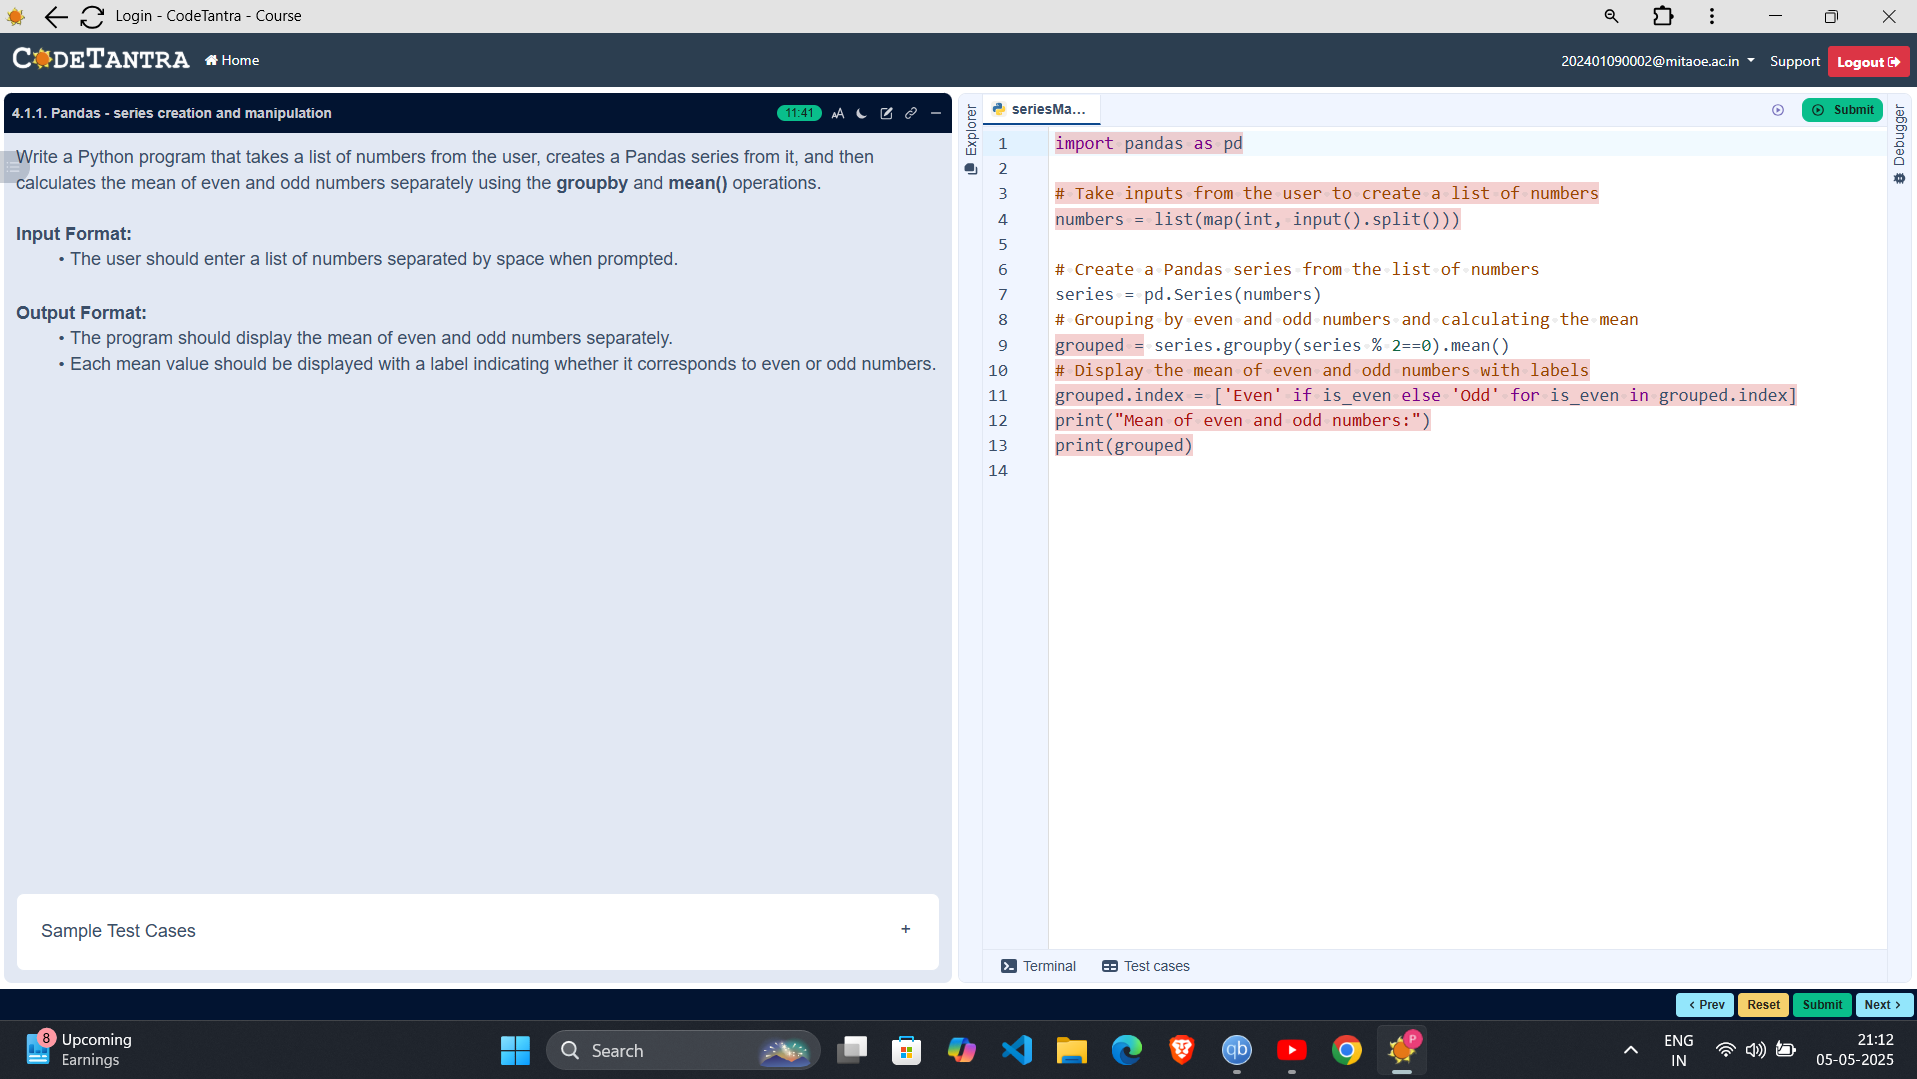 Login - CodeTantra - Course
CODETANTRA
Home
202401090002@mitaoe.ac.in
Support
Logout
4.1.1. Pandas - series creation and manipulation
11:41
Write a Python program that takes a list of numbers from the user, creates a Pandas series from it, and then
calculates the mean of even and odd numbers separately using the groupby and mean() operations.
Input Format:
• The user should enter a list of numbers separated by space when prompted.
Output Format:
• The program should display the mean of even and odd numbers separately.
• Each mean value should be displayed with a label indicating whether it corresponds to even or odd numbers.
Sample Test Cases
+
Explorer
seriesMa...
Submit
Debugger
1 import pandas as pd
2
3 # Take inputs from the user to create a list of numbers
4 numbers = list(map(int, input().split()))
5
6 # Create a Pandas series from the list of numbers
7 series = pd.Series(numbers)
8 # Grouping by even and odd numbers and calculating the mean
9 grouped = series.groupby(series % 2==0).mean()
10 # Display the mean of even and odd numbers with labels
11 grouped.index = ['Even' if is_even else 'Odd' for is_even in grouped.index]
12 print("Mean of even and odd numbers:")
13 print(grouped)
14
Terminal
Test cases
< Prev
Reset
Submit
Next >
8
Upcoming
Earnings
Search
qb
P
ENG
IN
21:12
05-05-2025